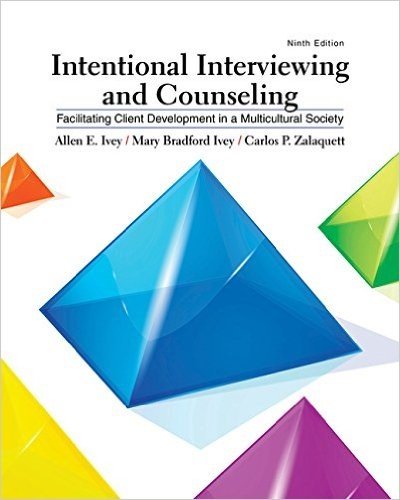 Ninth Edition
Intentional Interviewing
and Counseling
Facilitating Client Development in a Multicultural Society
Allen E. Ivey / Mary Bradford Ivey / Carlos P. Zalaquett